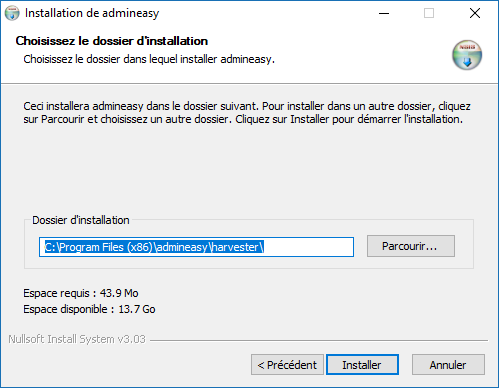 Installation de admineasy
Choisissez le dossier d'installation
Choisissez le dossier dans lequel installer admineasy.
Ceci installera admineasy dans le dossier suivant. Pour installer dans un autre dossier, cliquez
sur Parcourir et choisissez un autre dossier. Cliquez sur Installer pour démarrer l'installation.
Dossier d'installation
C:\Program Files (x86)\admineasy\harvester\
Parcourir...
Espace requis : 43.9 Mo
Espace disponible : 13.7 Go
Nullsoft Install System v3.03
< Précédent
Installer
Annuler